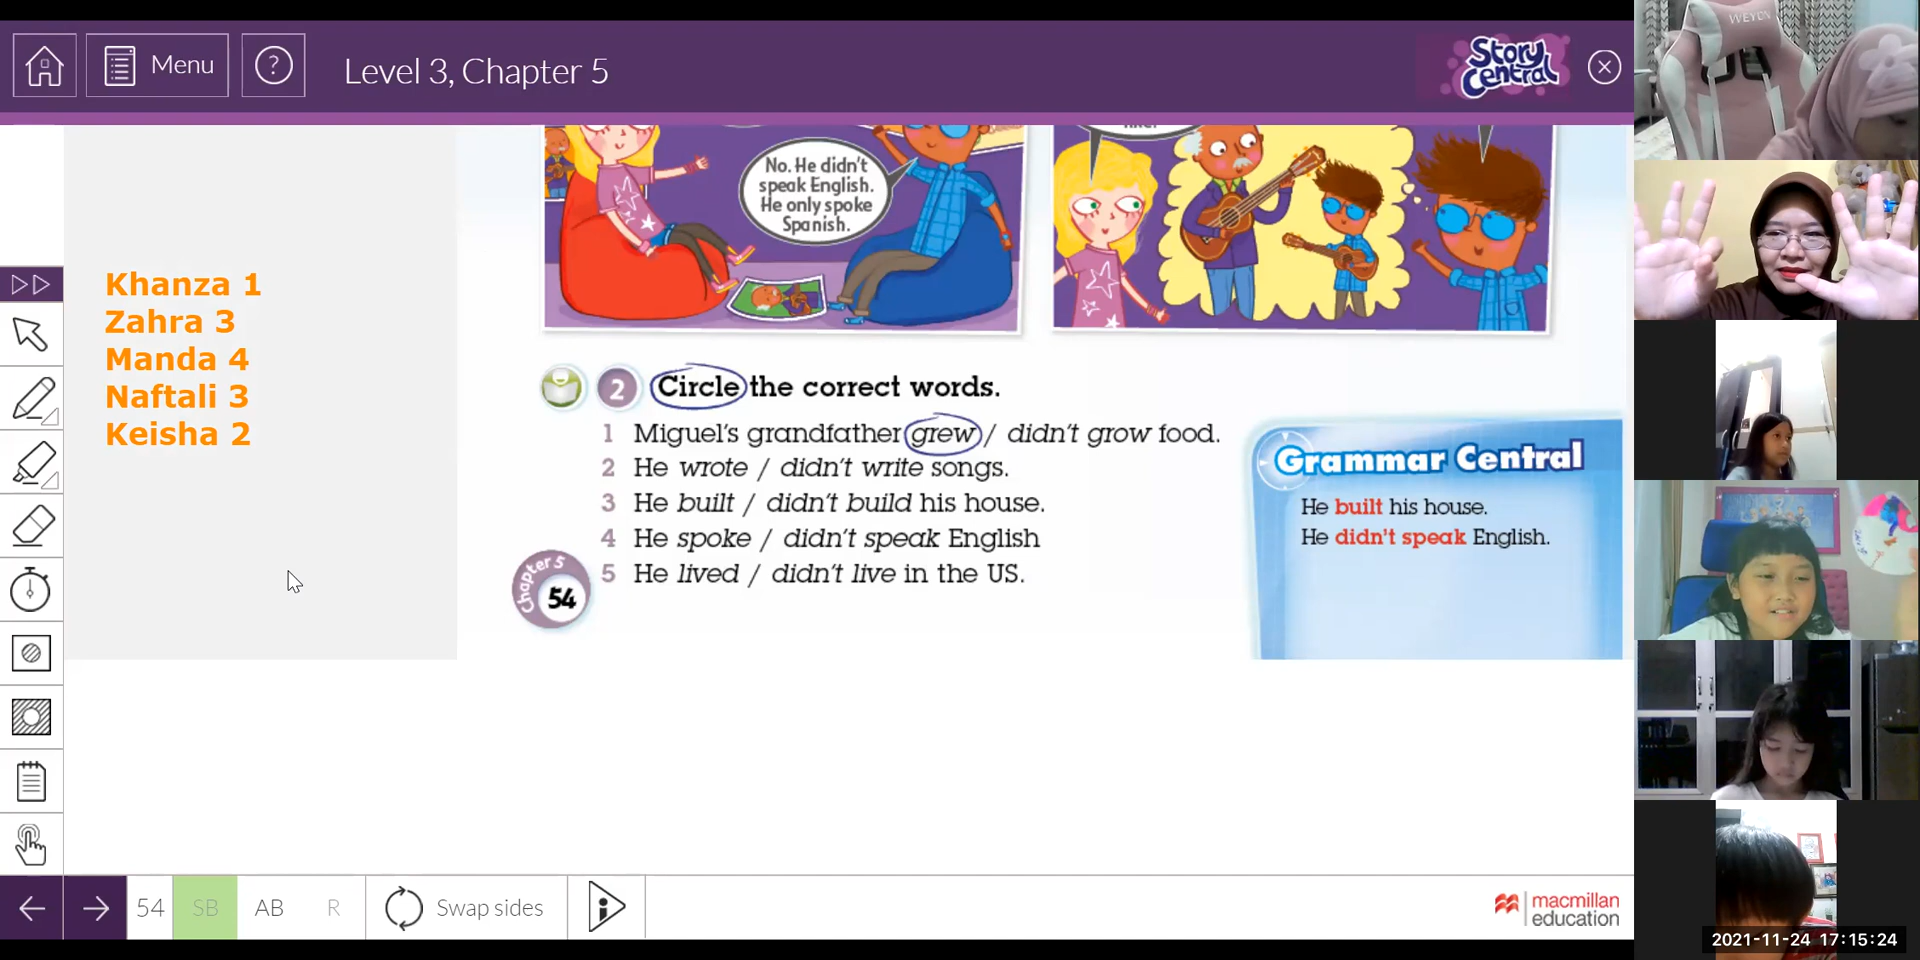 Menu
?
Level 3, Chapter 5
Story Central
WEYON
No. He didn't
speak English.
He only spoke
Spanish.
Khanza 1
Zahra 3
Manda 4
Naftali 3
Keisha 2
2 Circle the correct words.
1 Miguel's grandfather grew / didn't grow food.
2 He wrote / didn't write songs.
3 He built / didn't build his house.
4 He spoke / didn't speak English
5 He lived / didn't live in the US.
Chapter 5
54
Grammar Central
He built his house.
He didn't speak English.
54 SB AB R Swap sides
macmillan
education
2021-11-24 17:15:24